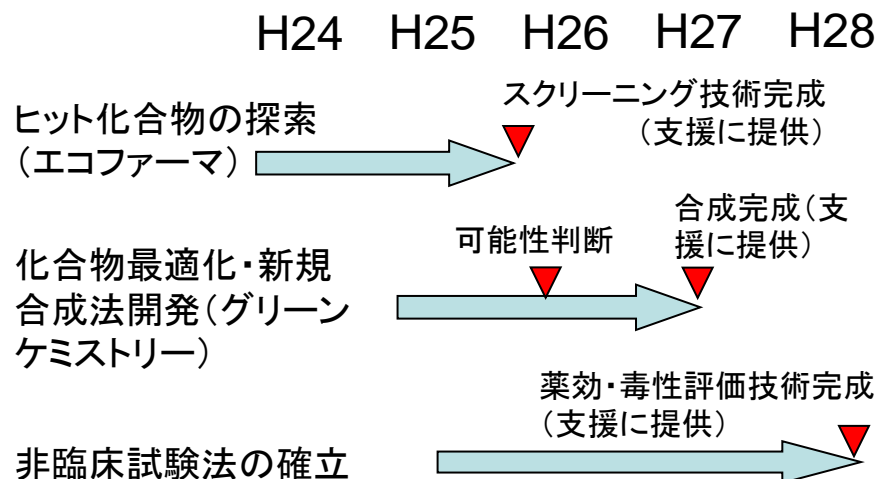 H24 H25 H26 H27 H28
スクリーニング技術完成
(支援に提供)
ヒット化合物の探索
(エコファーマ)
合成完成(支
援に提供)
可能性判断
化合物最適化・新規
合成法開発(グリーン
ケミストリー)
薬効・毒性評価技術完成
(支援に提供)
非臨床試験法の確立